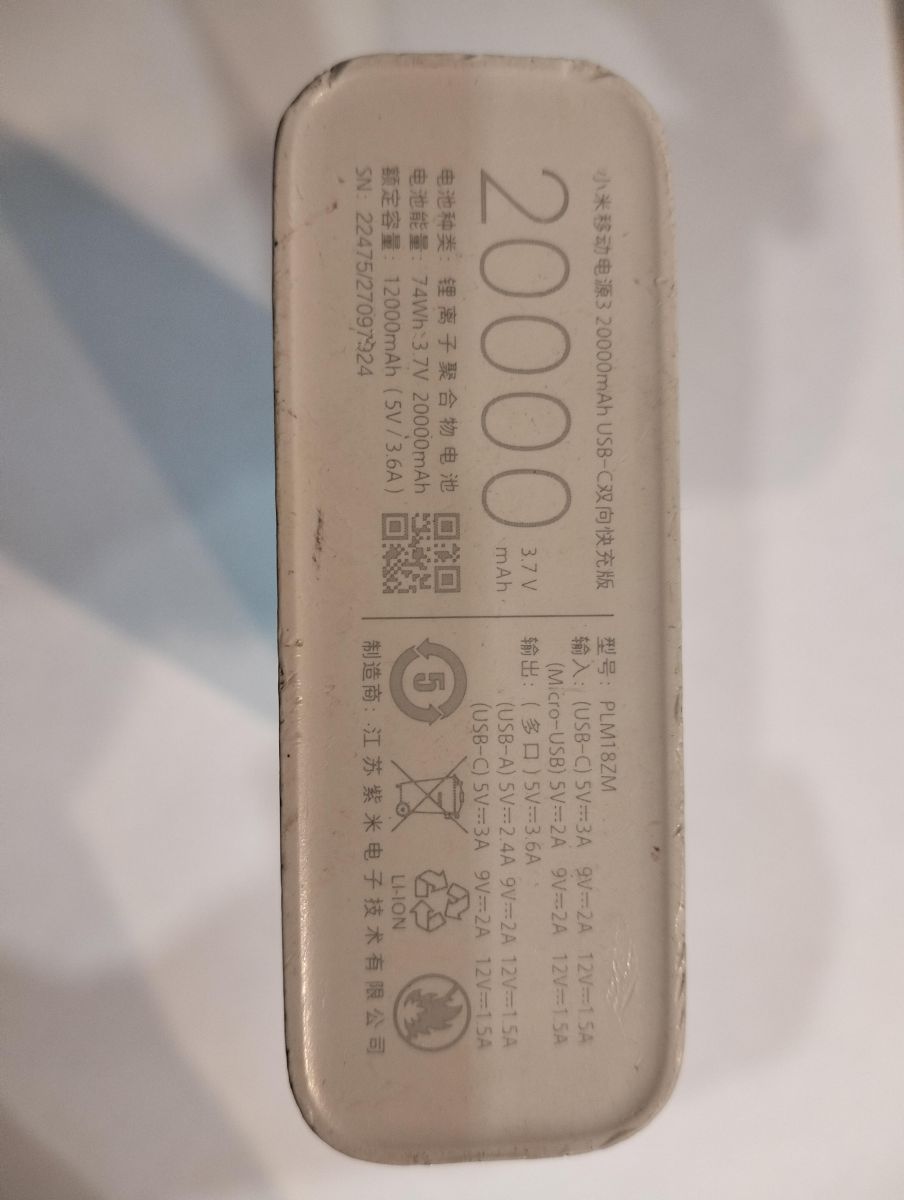 小米移动电源3 20000mAh USB-C双向快充版
20000
3.7 V
mAh
电池种类：锂离子聚合物电池
电池能量：74Wh 3.7V 20000mAh
额定容量：12000mAh (5V/3.6A)
SN: 22475/27097924
型号：PLM18ZM
输入：(USB-C) 5V⎓3A 9V⎓2A 12V⎓1.5A
(Micro-USB) 5V⎓2A 9V⎓2A 12V⎓1.5A
输出：(多口) 5V⎓3.6A
(USB-A) 5V⎓2.4A 9V⎓2A 12V⎓1.5A
(USB-C) 5V⎓3A 9V⎓2A 12V⎓1.5A
5
LI-ION
制造商：江苏紫米电子技术有限公司